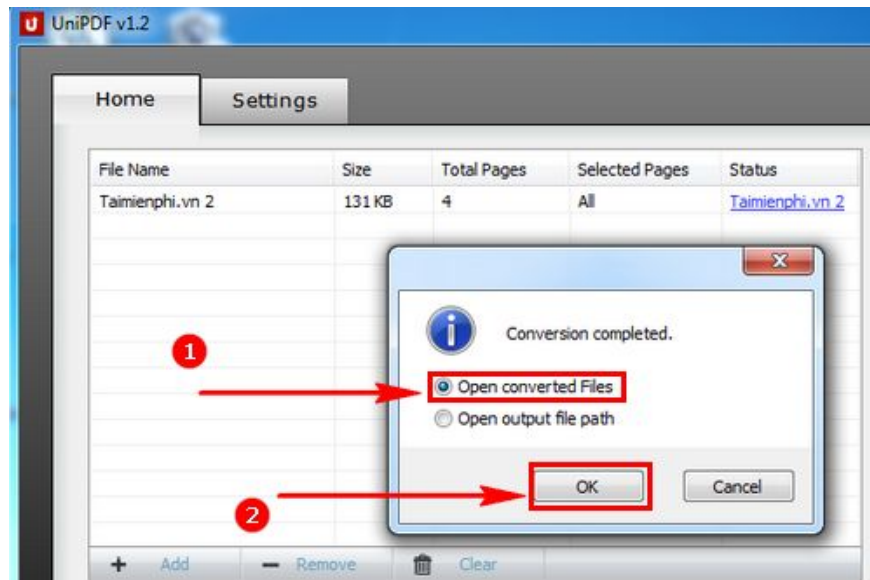 UniPDF v1.2
Home Settings
File Name Size Total Pages Selected Pages Status
Taimienphi.vn 2 131 KB 4 All Taimienphi.vn 2
Conversion completed.
1
Open converted Files
Open output file path
OK Cancel
2
Add Remove Clear